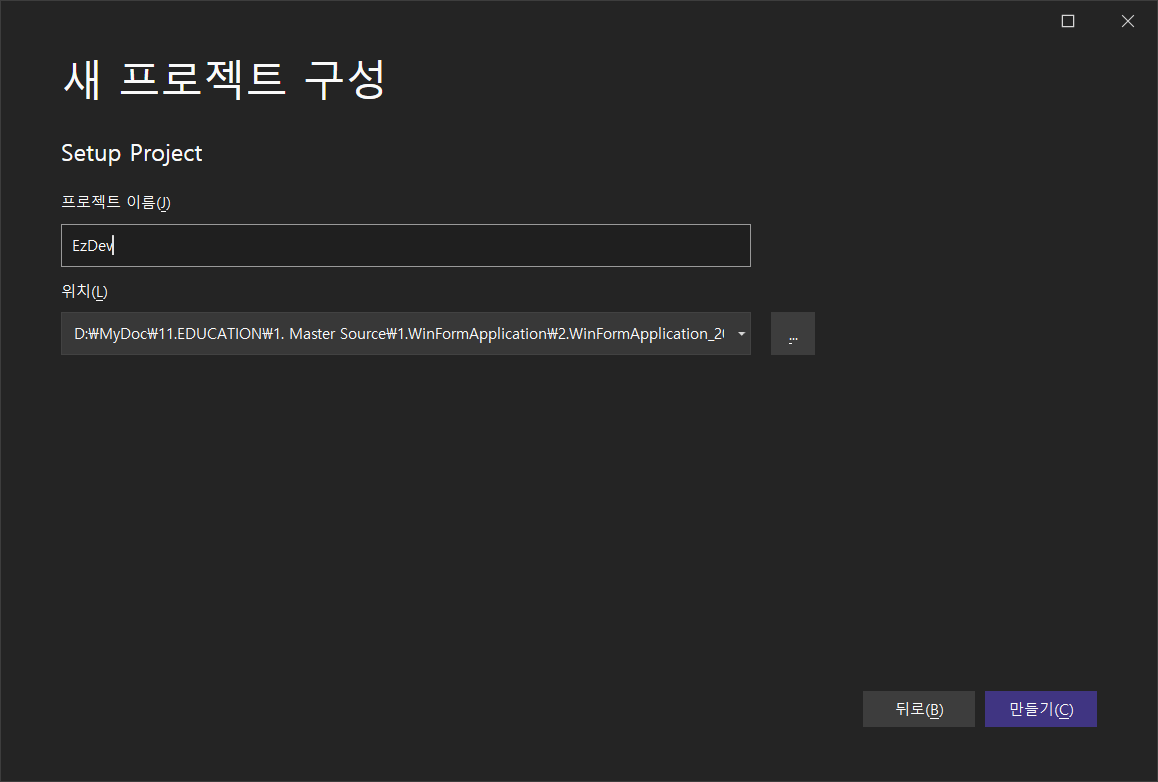 새 프로젝트 구성
Setup Project
프로젝트 이름(J)
EzDev
위치(L)
D:₩MyDoc₩11.EDUCATION₩1. Master Source₩1.WinFormApplication₩2.WinFormApplication_20
...
뒤로(B)
만들기(C)